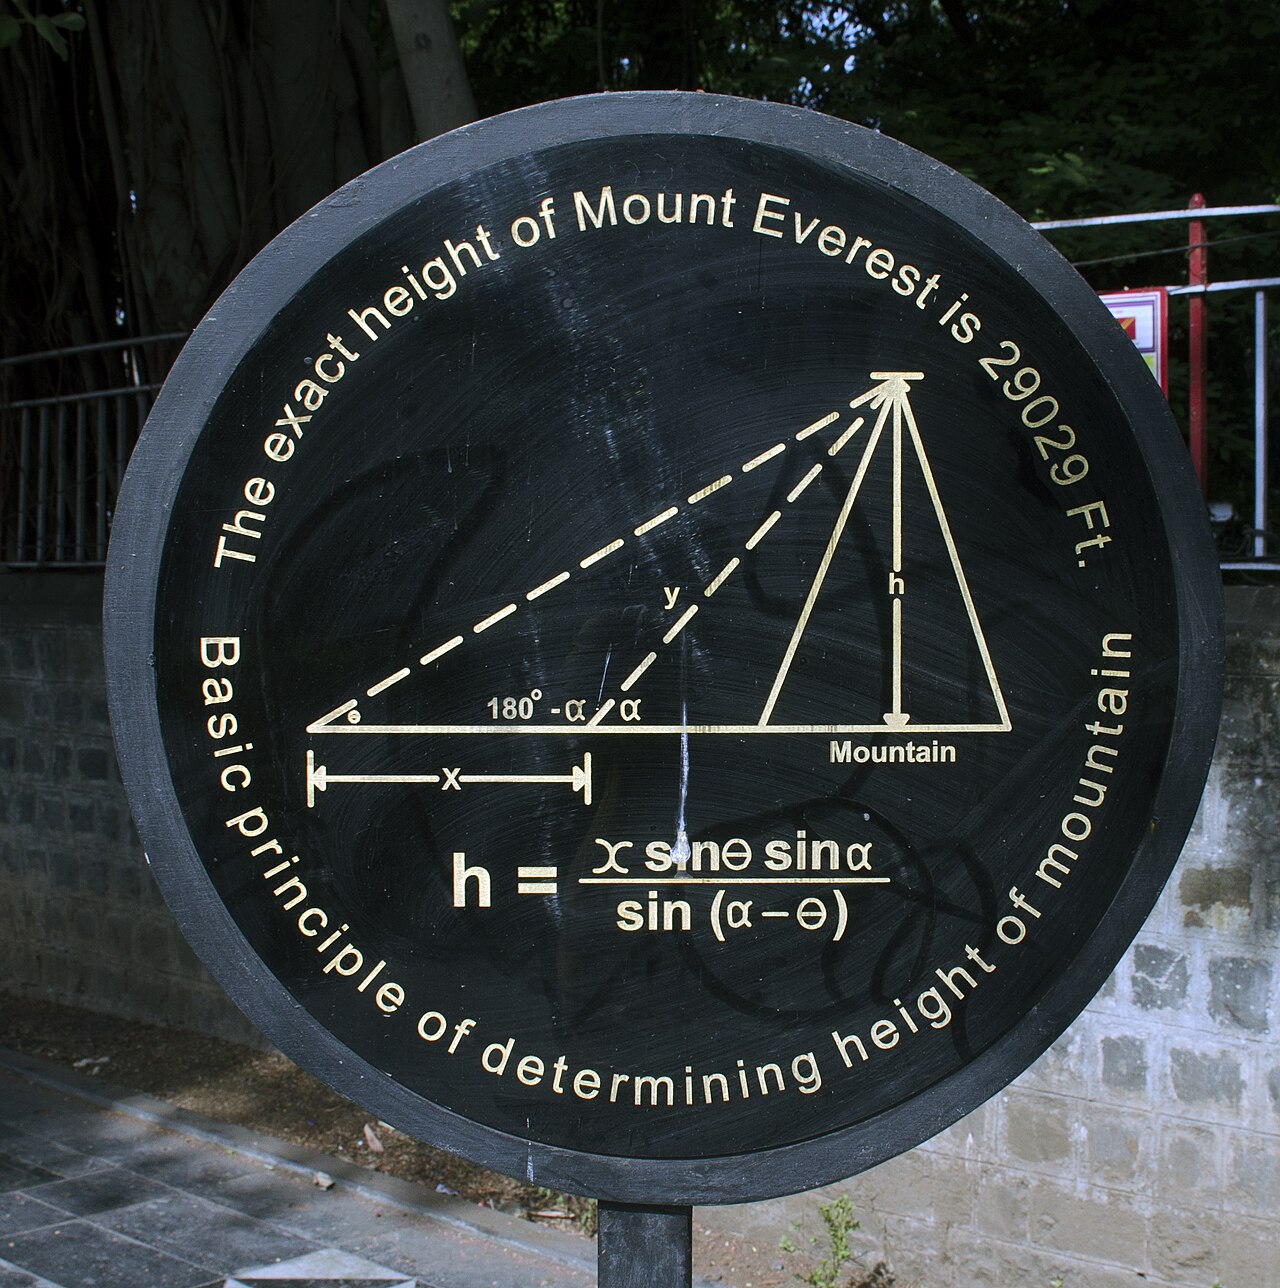 The exact height of Mount Everest is 29029 Ft.
h
y
θ
180° - α
α
Mountain
x
h = x sinθ sinα / sin (α – θ)
Basic principle of determining height of mountain